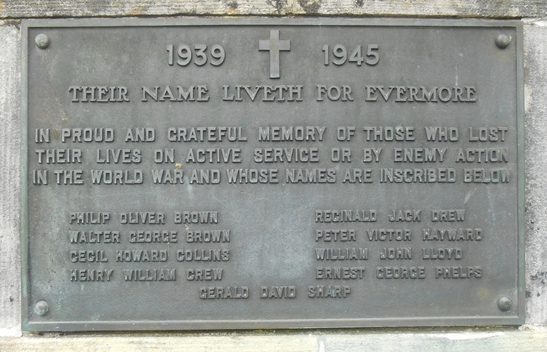 1939 1945
THEIR NAME LIVETH FOR EVERMORE
IN PROUD AND GRATEFUL MEMORY OF THOSE WHO LOST
THEIR LIVES ON ACTIVE SERVICE OR BY ENEMY ACTION
IN THE WORLD WAR AND WHOSE NAMES ARE INSCRIBED BELOW
PHILIP OLIVER BROWN REGINALD JACK DREW
WALTER GEORGE BROWN PETER VICTOR HAYWARD
CECIL HOWARD COLLINS WILLIAM JOHN LLOYD
HENRY WILLIAM CREW ERNEST GEORGE PHELPS
GERALD DAVID SHARP